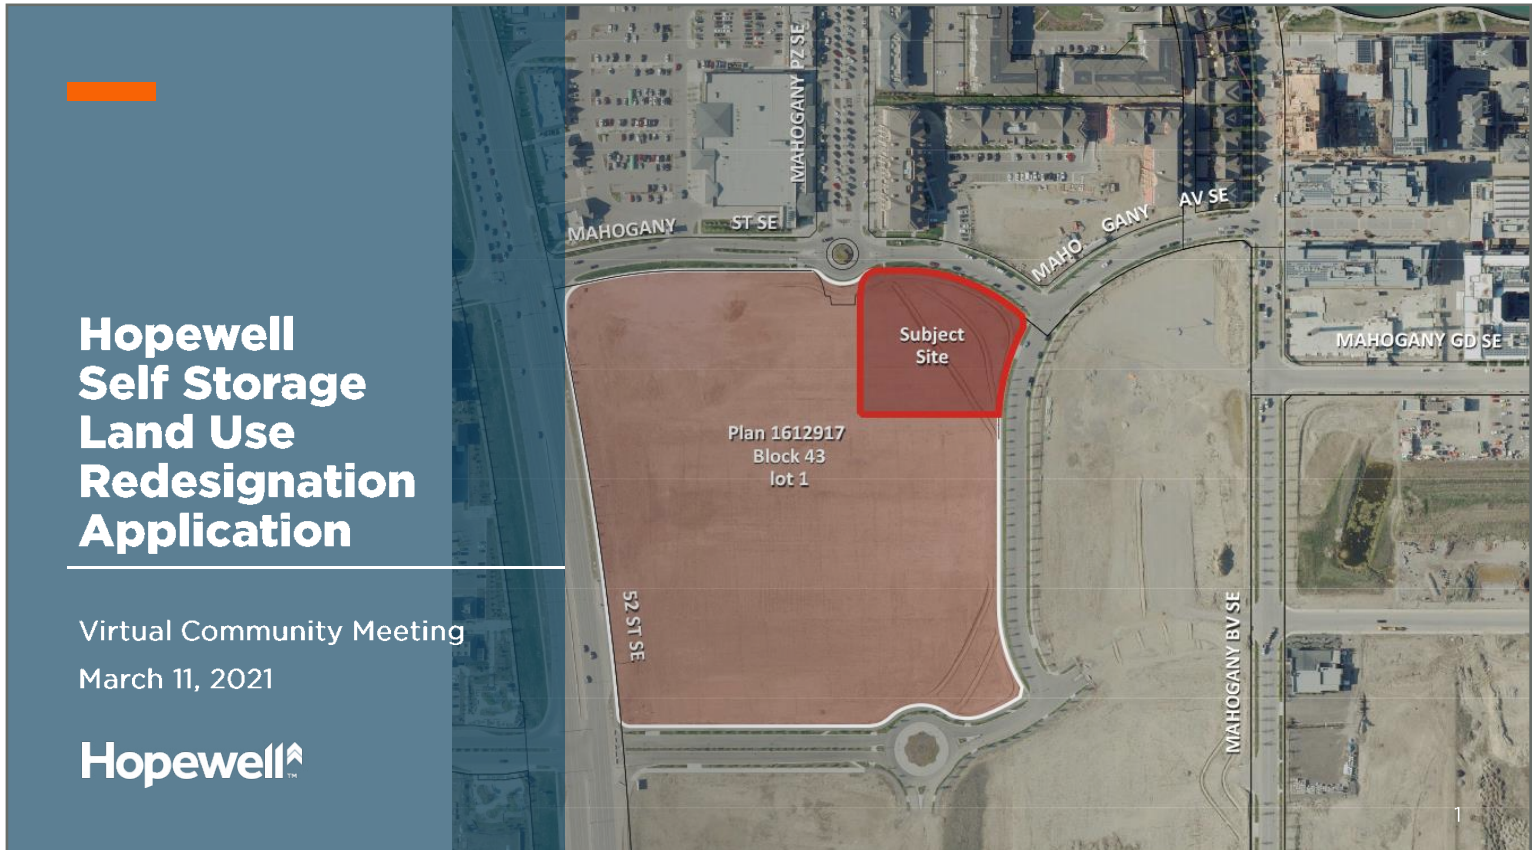 Hopewell
Self Storage
Land Use
Redesignation
Application
Virtual Community Meeting
March 11, 2021
Hopewell
™
MAHOGANY ST SE
MAHOGANY PZ SE
MAHO GANY AV SE
Subject
Site
MAHOGANY GD SE
Plan 1612917
Block 43
lot 1
52 ST SE
MAHOGANY BV SE
1